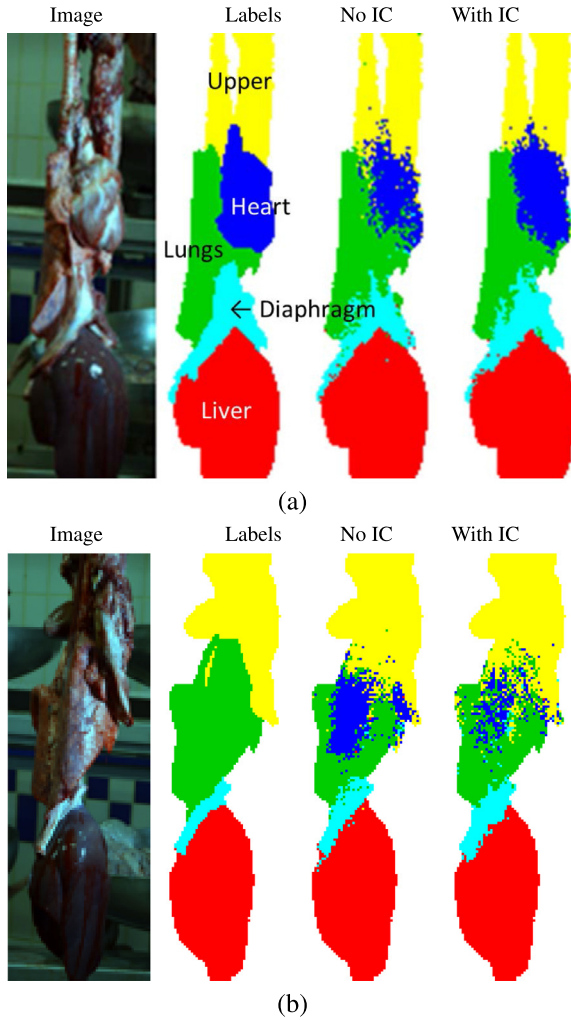 Image Labels No IC With IC
Upper
Heart
Lungs
← Diaphragm
Liver
(a)
Image Labels No IC With IC
(b)